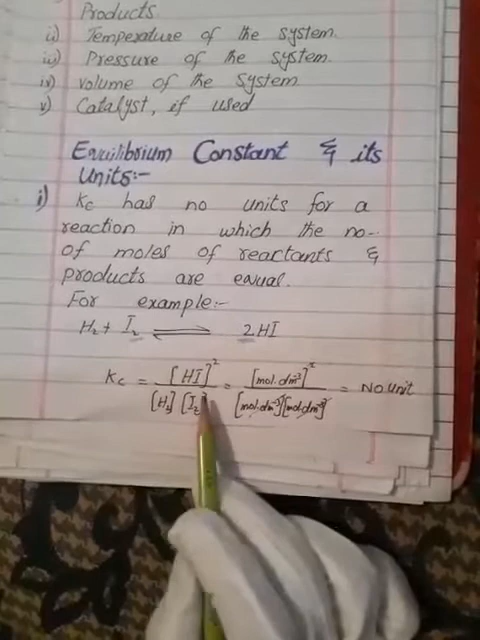 Products
ii) Temperature of the system.
iii) Pressure of the system.
iv) Volume of the system
v) Catalyst, if used
Equilibrium Constant & its
Units:-
i) Kc has no units for a
reaction in which the no-
of moles of reactants &
products are equal.
For example:-
H₂ + I₂ ⇌ 2HI
Kc = [HI]² / [H₂] [I₂] = [mol.dm⁻³]² / [mol.dm⁻³][mol.dm⁻³] = No unit